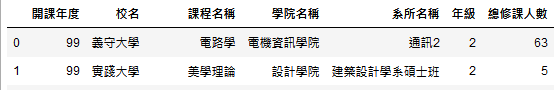 開課年度 校名 課程名稱 學院名稱 系所名稱 年級 總修課人數
0 99 義守大學 電路學 電機資訊學院 通訊2 2 63
1 99 實踐大學 美學理論 設計學院 建築設計學系碩士班 2 5